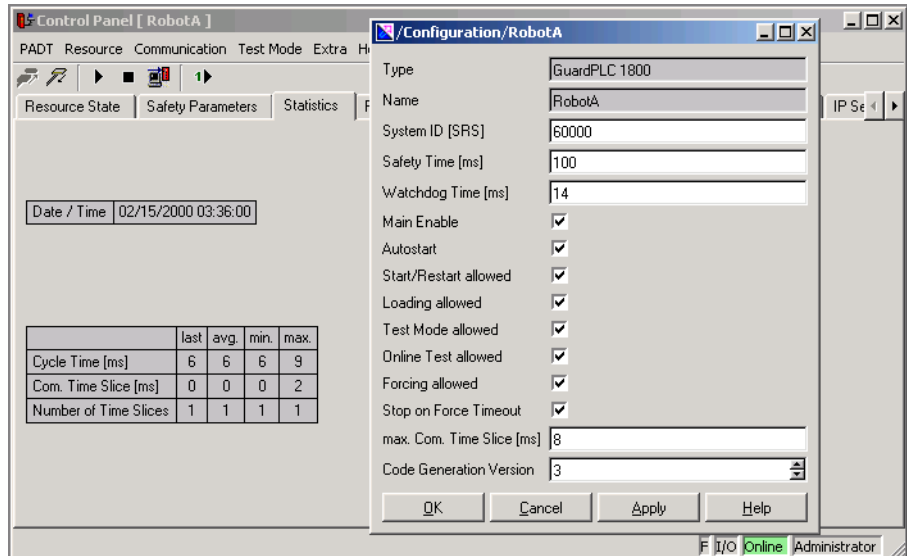 Control Panel [ RobotA ]
PADT Resource Communication Test Mode Extra
Resource State Safety Parameters Statistics IP Se
Date / Time 02/15/2000 03:36:00
last avg. min. max.
Cycle Time [ms] 6 6 6 9
Com. Time Slice [ms] 0 0 0 2
Number of Time Slices 1 1 1 1
/Configuration/RobotA
Type GuardPLC 1800
Name RobotA
System ID [SRS] 60000
Safety Time [ms] 100
Watchdog Time [ms] 14
Main Enable
Autostart
Start/Restart allowed
Loading allowed
Test Mode allowed
Online Test allowed
Forcing allowed
Stop on Force Timeout
max. Com. Time Slice [ms] 8
Code Generation Version 3
OK Cancel Apply Help
F I/O Online Administrator